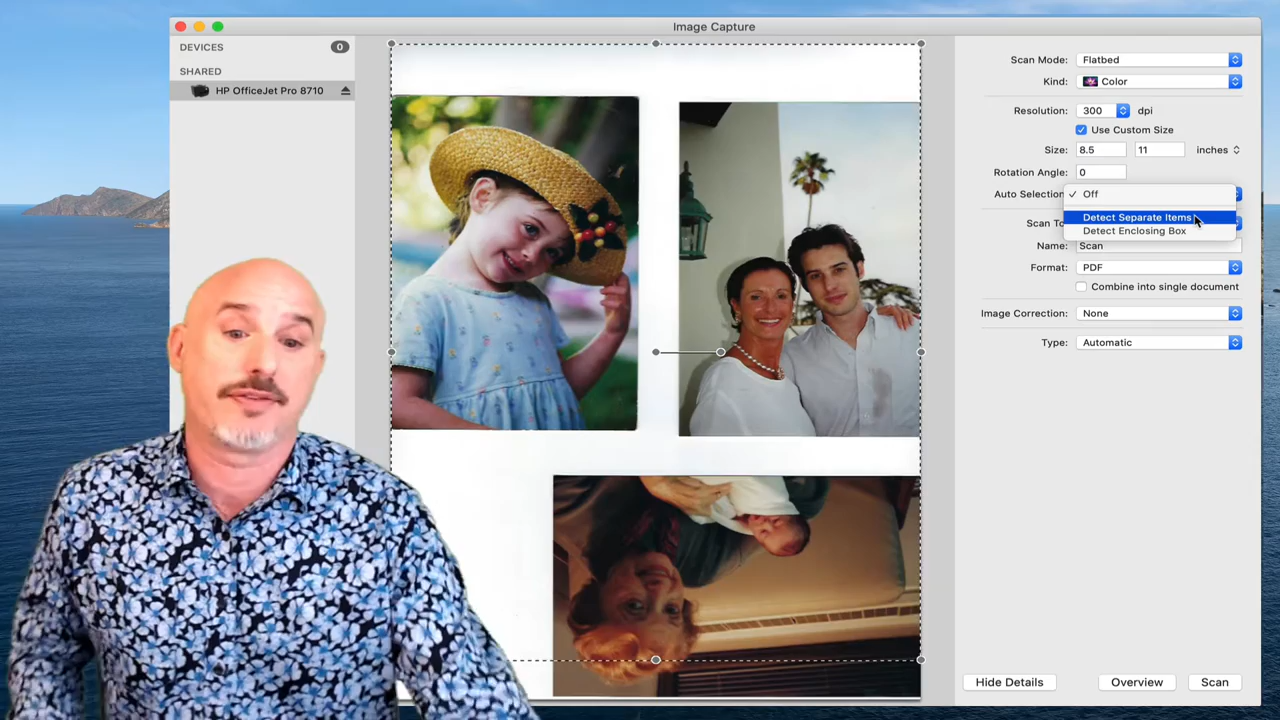 Image Capture
DEVICES 0
SHARED
HP OfficeJet Pro 8710
Scan Mode: Flatbed
Kind: Color
Resolution: 300 dpi
Use Custom Size
Size: 8.5 11 inches
Rotation Angle: 0
Auto Selection Off
Detect Separate Items
Scan To
Detect Enclosing Box
Name: Scan
Format: PDF
Combine into single document
Image Correction: None
Type: Automatic
Hide Details Overview Scan